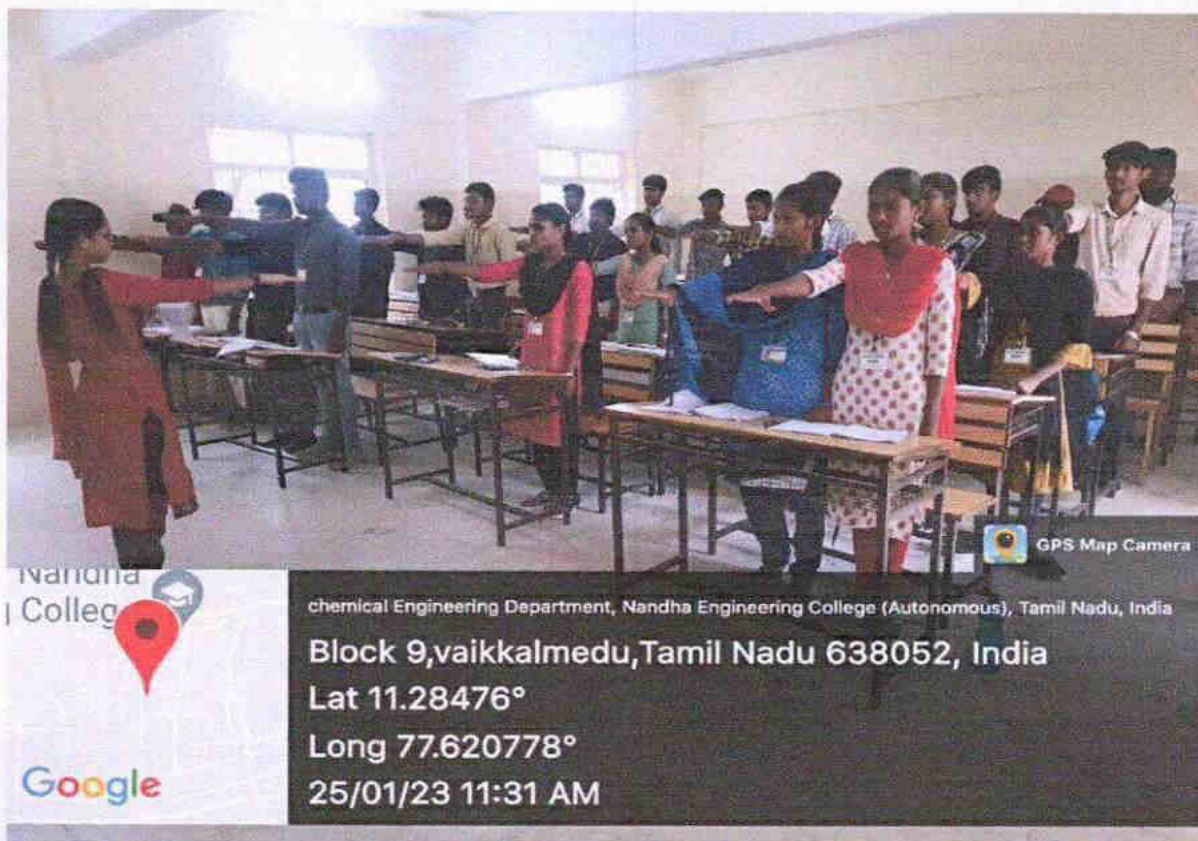 GPS Map Camera
Nandha
Colleg
chemical Engineering Department, Nandha Engineering College (Autonomous), Tamil Nadu, India
Block 9,vaikkalmedu,Tamil Nadu 638052, India
Lat 11.28476°
Long 77.620778°
25/01/23 11:31 AM
Google